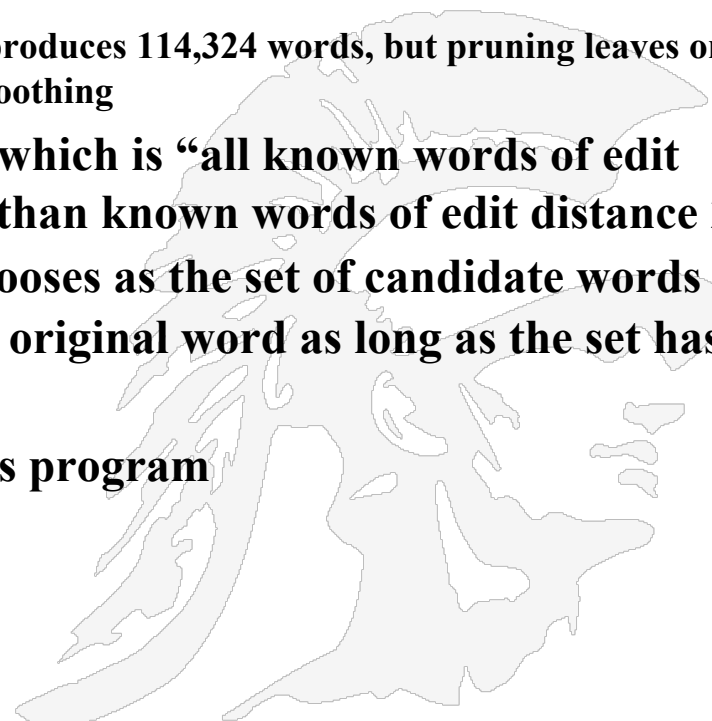 produces 114,324 words, but pruning leaves
oothing
which is “all known words of edit
than known words of edit distance
ooses as the set of candidate words
original word as long as the set has
s program